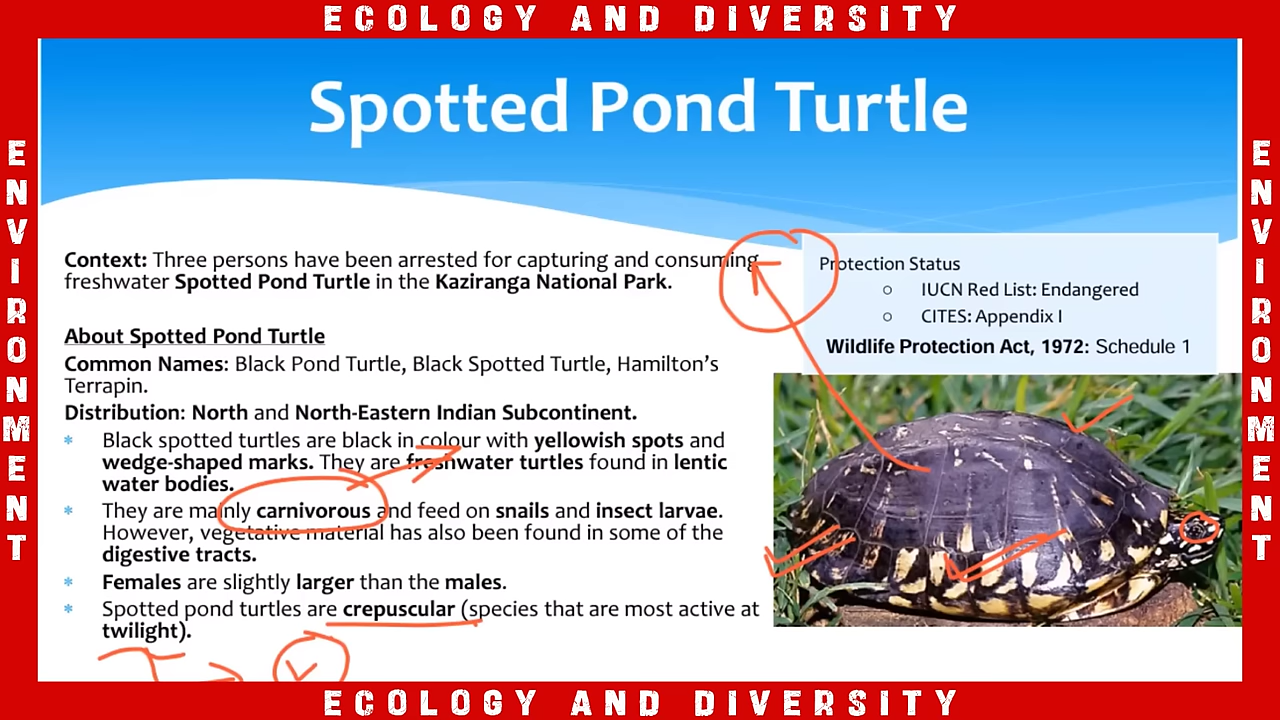 ECOLOGY AND DIVERSITY
ENVIRONMENT
ENVIRONMENT
Spotted Pond Turtle
Context: Three persons have been arrested for capturing and consuming
freshwater Spotted Pond Turtle in the Kaziranga National Park.
About Spotted Pond Turtle
Common Names: Black Pond Turtle, Black Spotted Turtle, Hamilton's
Terrapin.
Distribution: North and North-Eastern Indian Subcontinent.
* Black spotted turtles are black in colour with yellowish spots and
wedge-shaped marks. They are freshwater turtles found in lentic
water bodies.
* They are mainly carnivorous and feed on snails and insect larvae.
However, vegetative material has also been found in some of the
digestive tracts.
* Females are slightly larger than the males.
* Spotted pond turtles are crepuscular (species that are most active at
twilight).
Protection Status
o IUCN Red List: Endangered
o CITES: Appendix I
Wildlife Protection Act, 1972: Schedule 1
ECOLOGY AND DIVERSITY